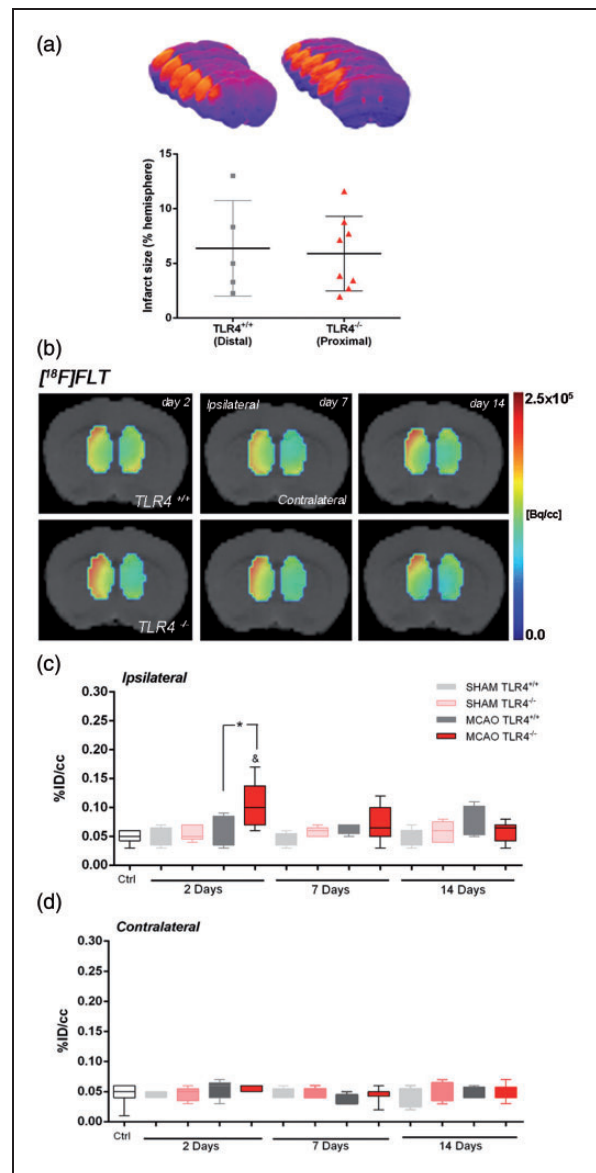 (a)
15
10
5
0
Infarct size (% hemisphere)
TLR4+/+
(Distal)
TLR4-/-
(Proximal)
(b)
[18F]FLT
day 2
Ipsilateral
day 7
day 14
2.5x10⁵
TLR4 +/+
Contralateral
[Bq/cc]
TLR4 -/-
0.0
(c)
Ipsilateral
SHAM TLR4+/+
SHAM TLR4-/-
MCAO TLR4+/+
MCAO TLR4-/-
0.30
0.25
0.20
0.15
0.10
0.05
0.00
%ID/cc
*
&
Ctrl
2 Days
7 Days
14 Days
(d)
Contralateral
0.30
0.25
0.20
0.15
0.10
0.05
0.00
%ID/cc
Ctrl
2 Days
7 Days
14 Days